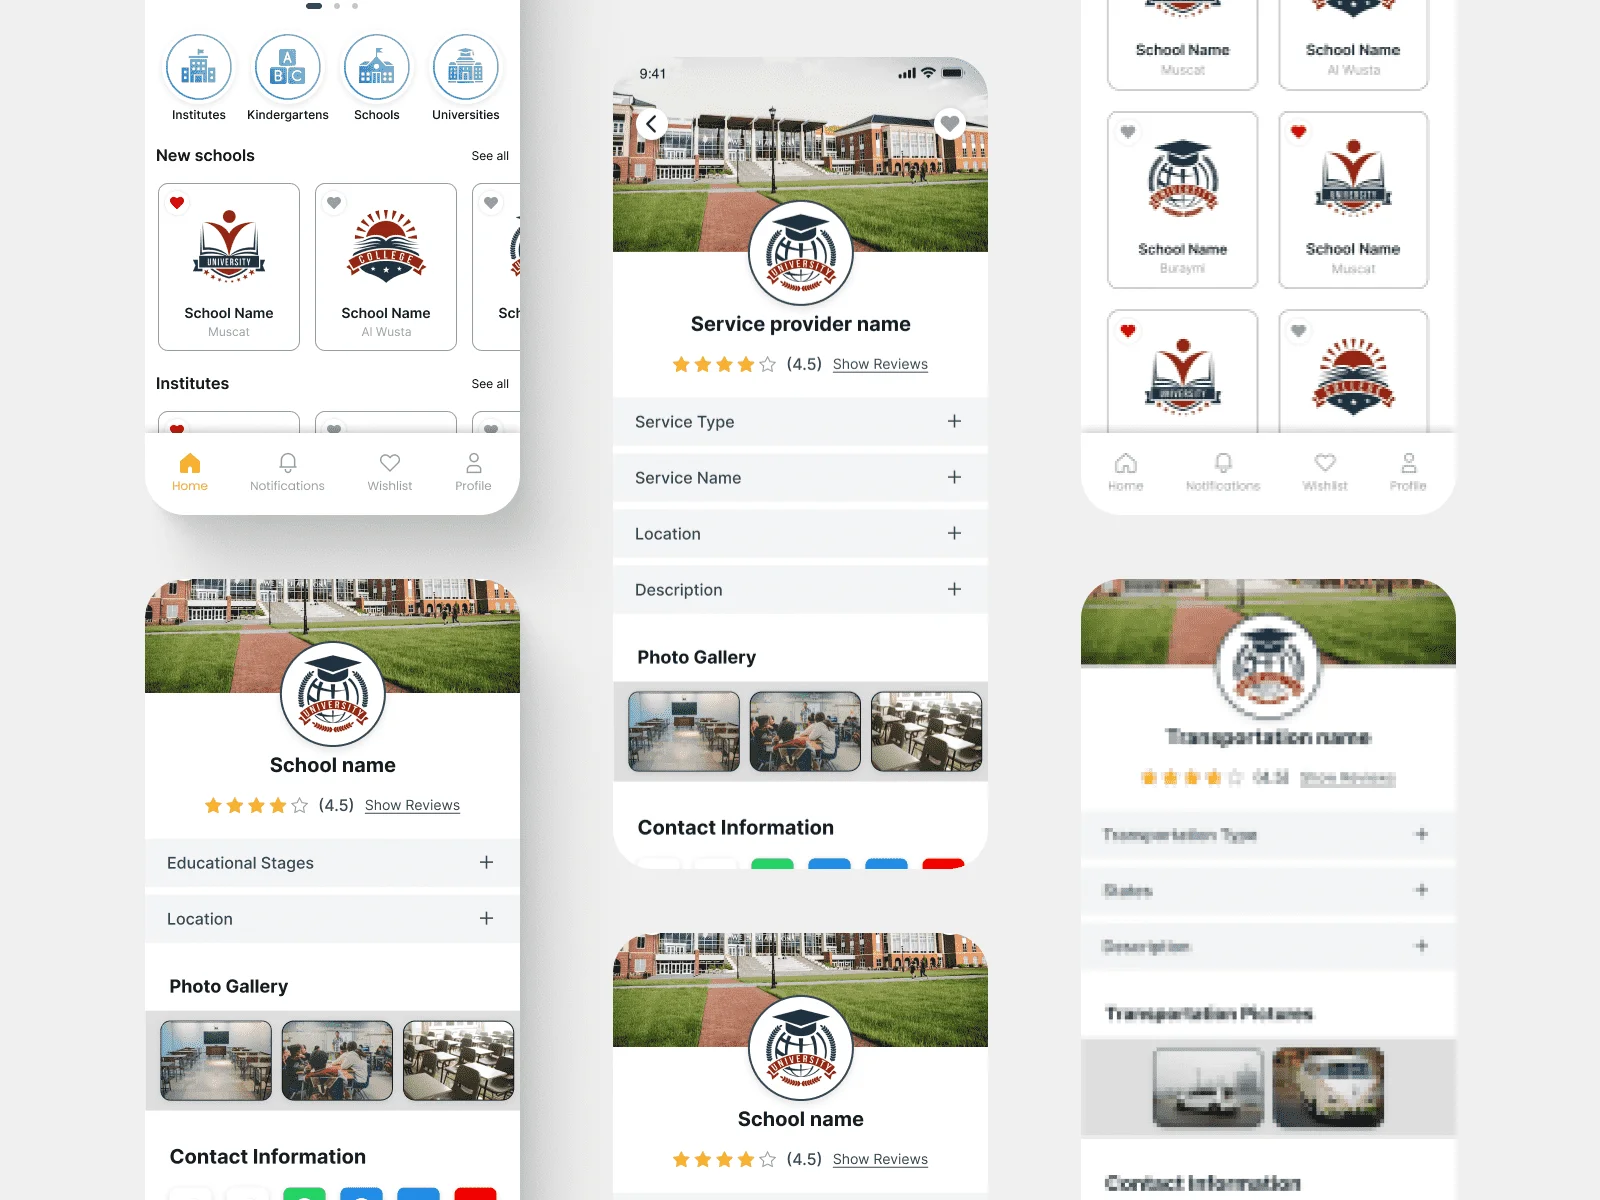 Institutes
Kindergartens
Schools
Universities
New schools
See all
UNIVERSITY
School Name
Muscat
COLLEGE
School Name
Al Wusta
Sch
Institutes
See all
Home
Notifications
Wishlist
Profile
UNIVERSITY
School name
(4.5)
Show Reviews
Educational Stages
Location
Photo Gallery
Contact Information
9:41
UNIVERSITY
Service provider name
(4.5)
Show Reviews
Service Type
Service Name
Location
Description
Photo Gallery
Contact Information
UNIVERSITY
School name
(4.5)
Show Reviews
School Name
Muscat
School Name
Al Wusta
UNIVERSITY
School Name
Buraymi
UNIVERSITY
School Name
Muscat
UNIVERSITY
COLLEGE
Home
Notifications
Wishlist
Profile
Transportation name
(4.5)
Show Reviews
Transportation Type
States
Description
Transportation Pictures
Contact Information